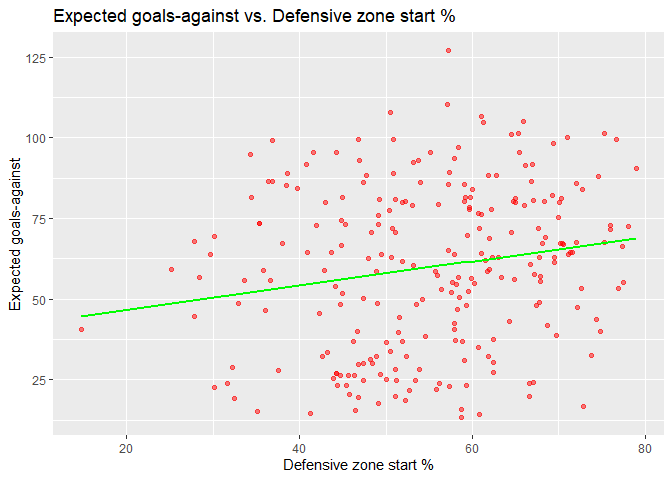 Expected goals-against vs. Defensive zone start %
Expected goals-against
125
100
75
50
25
20 40 60 80
Defensive zone start %